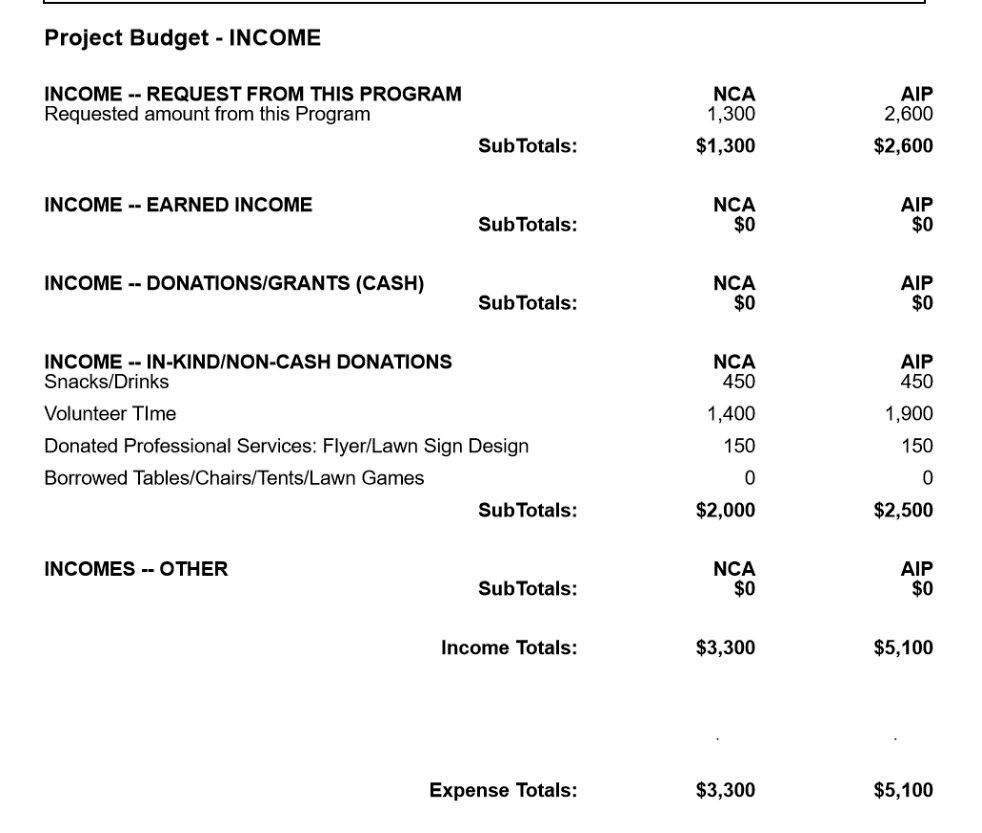 Project Budget - INCOME
INCOME -- REQUEST FROM THIS PROGRAM NCA AIP
Requested amount from this Program 1,300 2,600
SubTotals: $1,300 $2,600
INCOME -- EARNED INCOME NCA AIP
SubTotals: $0 $0
INCOME -- DONATIONS/GRANTS (CASH) NCA AIP
SubTotals: $0 $0
INCOME -- IN-KIND/NON-CASH DONATIONS NCA AIP
Snacks/Drinks 450 450
Volunteer TIme 1,400 1,900
Donated Professional Services: Flyer/Lawn Sign Design 150 150
Borrowed Tables/Chairs/Tents/Lawn Games 0 0
SubTotals: $2,000 $2,500
INCOMES -- OTHER NCA AIP
SubTotals: $0 $0
Income Totals: $3,300 $5,100
. .
Expense Totals: $3,300 $5,100